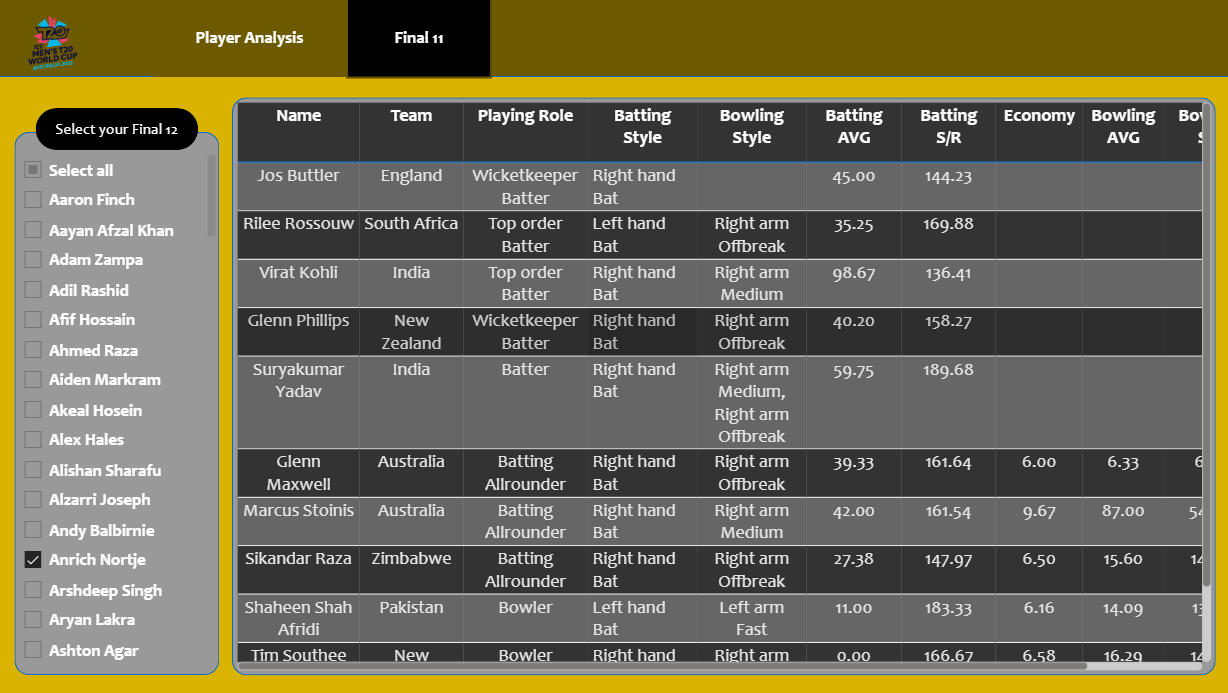 T20
ICC
MEN'S T20
WORLD CUP
AUSTRALIA 2022
Player Analysis
Final 11
Select your Final 12
Select all
Aaron Finch
Aayan Afzal Khan
Adam Zampa
Adil Rashid
Afif Hossain
Ahmed Raza
Aiden Markram
Akeal Hosein
Alex Hales
Alishan Sharafu
Alzarri Joseph
Andy Balbirnie
Anrich Nortje
Arshdeep Singh
Aryan Lakra
Ashton Agar
Name Team Playing Role Batting Bowling Batting Batting Economy Bowling Bov
Style Style AVG S/R AVG S
Jos Buttler England Wicketkeeper Right hand 45.00 144.23
Batter Bat
Rilee Rossouw South Africa Top order Left hand Right arm 35.25 169.88
Batter Bat Offbreak
Virat Kohli India Top order Right hand Right arm 98.67 136.41
Batter Bat Medium
Glenn Phillips New Wicketkeeper Right hand Right arm 40.20 158.27
Zealand Batter Bat Offbreak
Suryakumar India Batter Right hand Right arm 59.75 189.68
Yadav Bat Medium,
Right arm
Offbreak
Glenn Australia Batting Right hand Right arm 39.33 161.64 6.00 6.33 6
Maxwell Allrounder Bat Offbreak
Marcus Stoinis Australia Batting Right hand Right arm 42.00 161.54 9.67 87.00 54
Allrounder Bat Medium
Sikandar Raza Zimbabwe Batting Right hand Right arm 27.38 147.97 6.50 15.60 14
Allrounder Bat Offbreak
Shaheen Shah Pakistan Bowler Left hand Left arm 11.00 183.33 6.16 14.09 13
Afridi Bat Fast
Tim Southee New Bowler Right hand Right arm 0.00 166.67 6.58 16.29 14